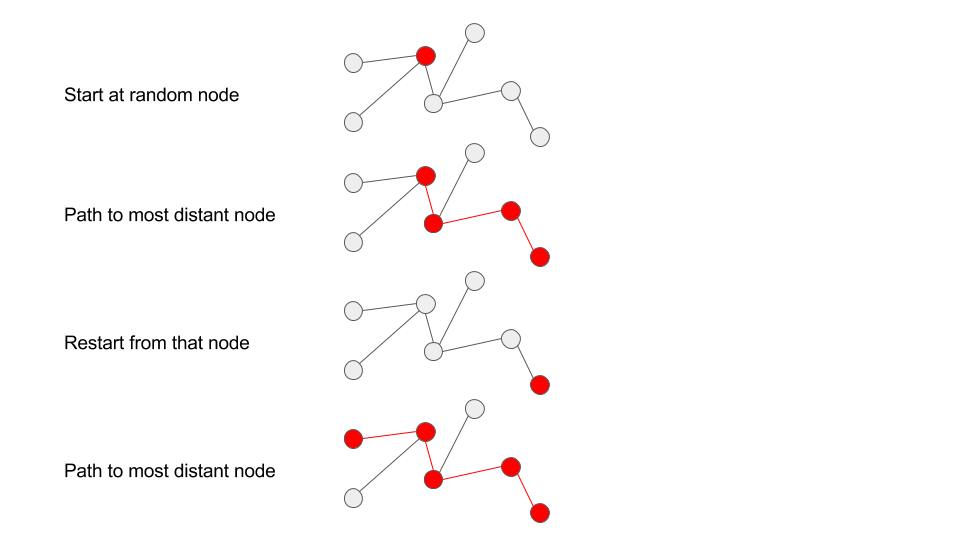 Start at random node
Path to most distant node
Restart from that node
Path to most distant node